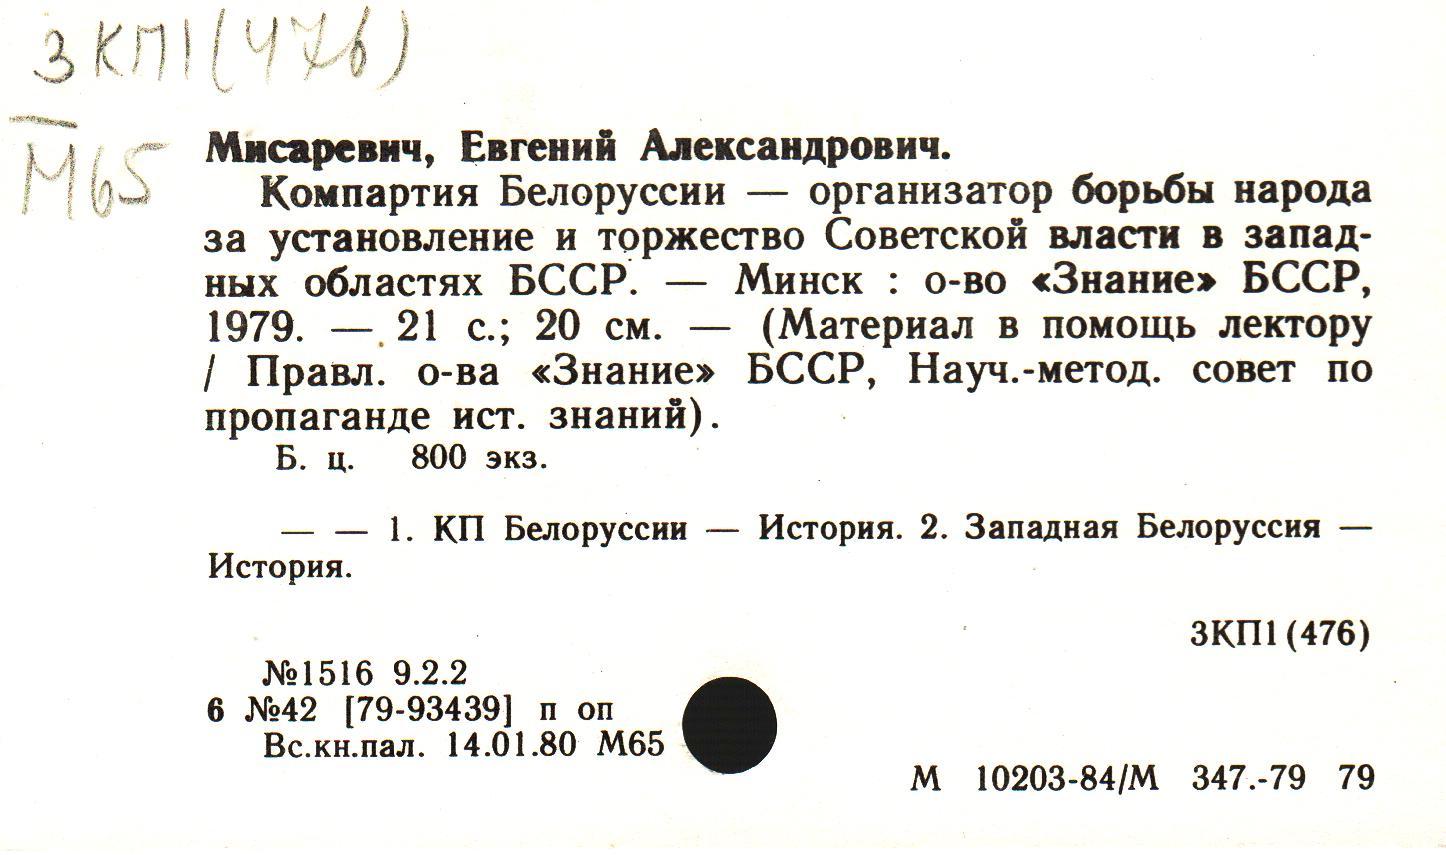 3КП1(476)
М65
Мисаревич, Евгений Александрович.
Компартия Белоруссии — организатор борьбы народа
за установление и торжество Советской власти в запад-
ных областях БССР. — Минск : о-во «Знание» БССР,
1979. — 21 с.; 20 см. — (Материал в помощь лектору
/ Правл. о-ва «Знание» БССР, Науч.-метод. совет по
пропаганде ист. знаний).
Б. ц. 800 экз.
— — 1. КП Белоруссии — История. 2. Западная Белоруссия —
История.
3КП1(476)
№1516 9.2.2
6 №42 [79-93439] п оп
Вс.кн.пал. 14.01.80 М65
М 10203-84/М 347.-79 79